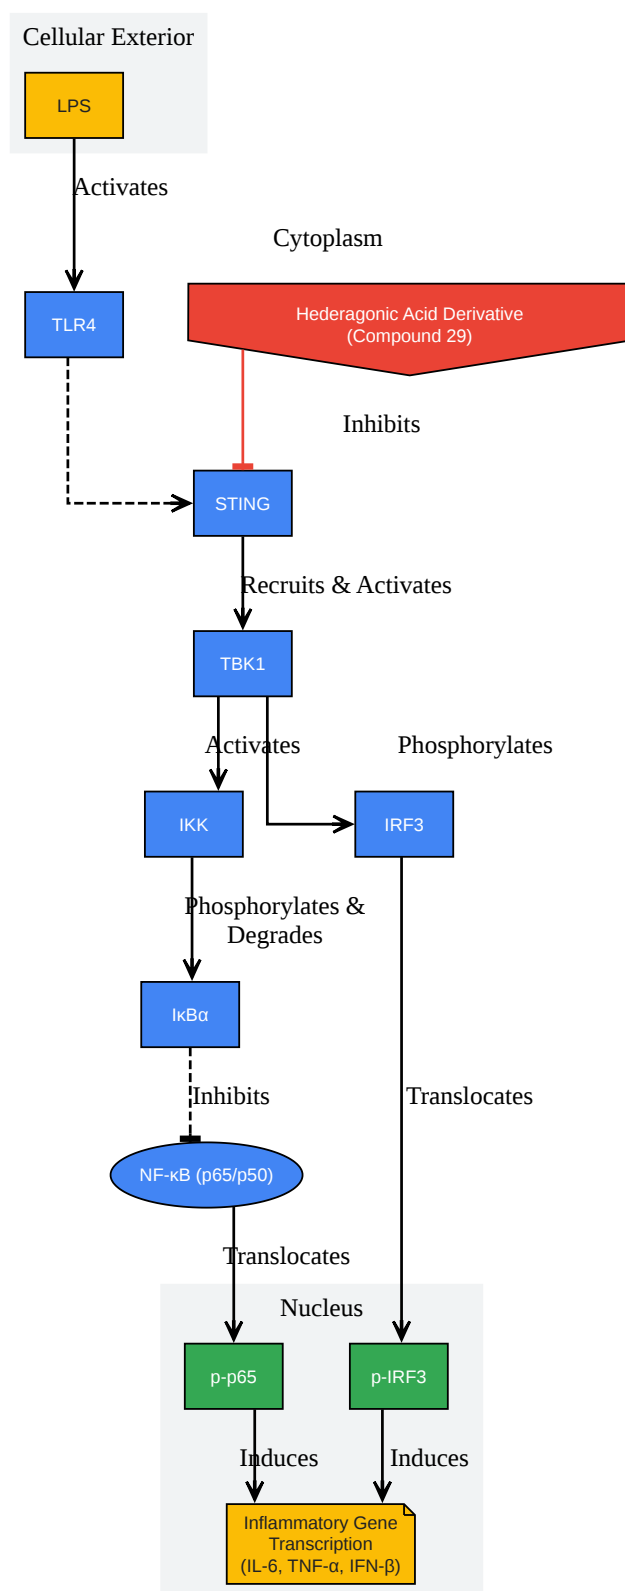 Cellular Exterior
LPS
Activates
Cytoplasm
Hederagonic Acid Derivative
(Compound 29)
TLR4
Inhibits
STING
Recruits & Activates
TBK1
Activates
Phosphorylates
IKK
IRF3
Phosphorylates &
Degrades
IκBα
Inhibits
Translocates
NF-κB (p65/p50)
Translocates
Nucleus
p-p65
p-IRF3
Induces
Induces
Inflammatory Gene
Transcription
(IL-6, TNF-α, IFN-β)